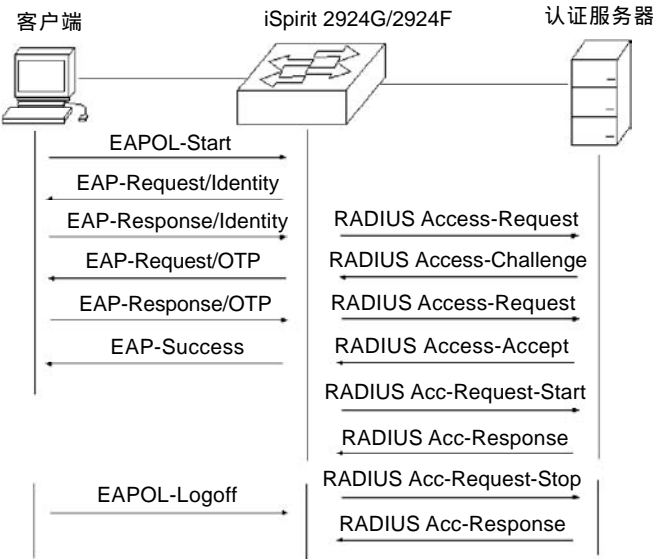 客户端
iSpirit 2924G/2924F
认证服务器
EAPOL-Start
EAP-Request/Identity
EAP-Response/Identity
RADIUS Access-Request
EAP-Request/OTP
RADIUS Access-Challenge
EAP-Response/OTP
RADIUS Access-Request
EAP-Success
RADIUS Access-Accept
RADIUS Acc-Request-Start
RADIUS Acc-Response
RADIUS Acc-Request-Stop
EAPOL-Logoff
RADIUS Acc-Response